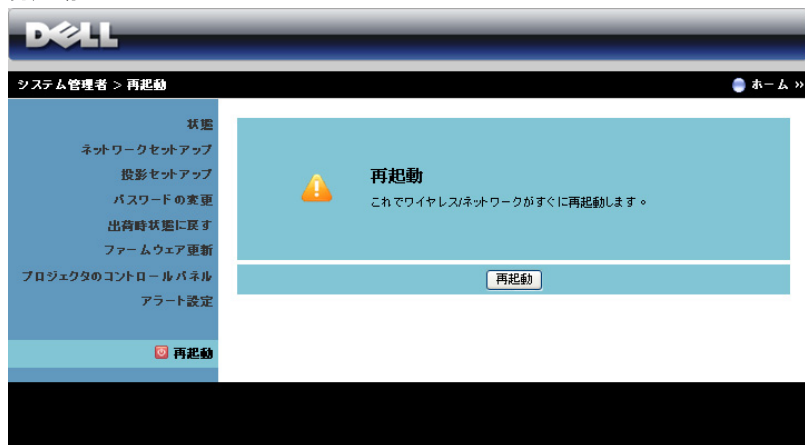 DELL
システム管理者 > 再起動
ホーム »
状態
ネットワークセットアップ
投影セットアップ
パスワードの変更
出荷時状態に戻す
ファームウェア更新
プロジェクタのコントロールパネル
アラート設定
再起動
再起動
これでワイヤレス/ネットワークがすぐに再起動します。
再起動